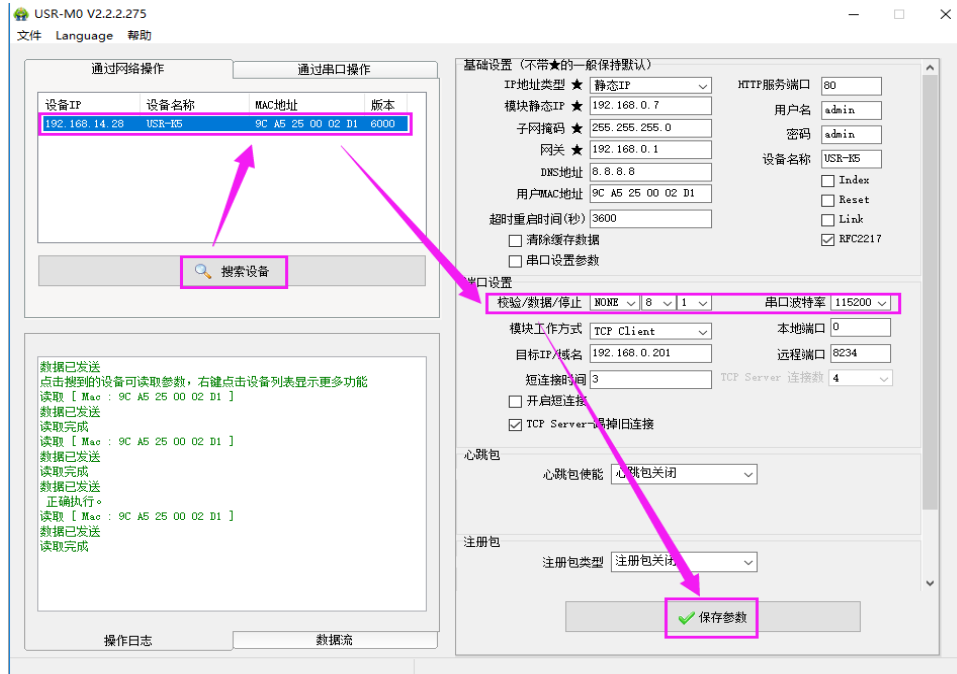 USR-M0 V2.2.2.275
文件 Language 帮助
通过网络操作 通过串口操作
设备IP 设备名称 MAC地址 版本
192.168.14.28 USR-K5 9C A5 25 00 02 D1 6000
搜索设备
数据已发送
点击搜到的设备可读取参数，右键点击设备列表显示更多功能
读取 [ Mac : 9C A5 25 00 02 D1 ]
数据已发送
读取完成
读取 [ Mac : 9C A5 25 00 02 D1 ]
数据已发送
读取完成
数据已发送
正确执行。
读取 [ Mac : 9C A5 25 00 02 D1 ]
数据已发送
读取完成
操作日志 数据流
基础设置 (不带★的一般保持默认)
IP地址类型 ★ 静态IP HTTP服务端口 80
模块静态IP ★ 192.168.0.7 用户名 admin
子网掩码 ★ 255.255.255.0 密码 admin
网关 ★ 192.168.0.1 设备名称 USR-K5
DNS地址 8.8.8.8 Index
用户MAC地址 9C A5 25 00 02 D1 Reset
超时重启时间(秒) 3600 Link
清除缓存数据 RFC2217
串口设置参数
端口设置
校验/数据/停止 NONE 8 1 串口波特率 115200
模块工作方式 TCP Client 本地端口 0
目标IP/域名 192.168.0.201 远程端口 8234
短连接时间 3 TCP Server 连接数 4
开启短连接
TCP Server-踢掉旧连接
心跳包
心跳包使能 心跳包关闭
注册包
注册包类型 注册包关闭
保存参数